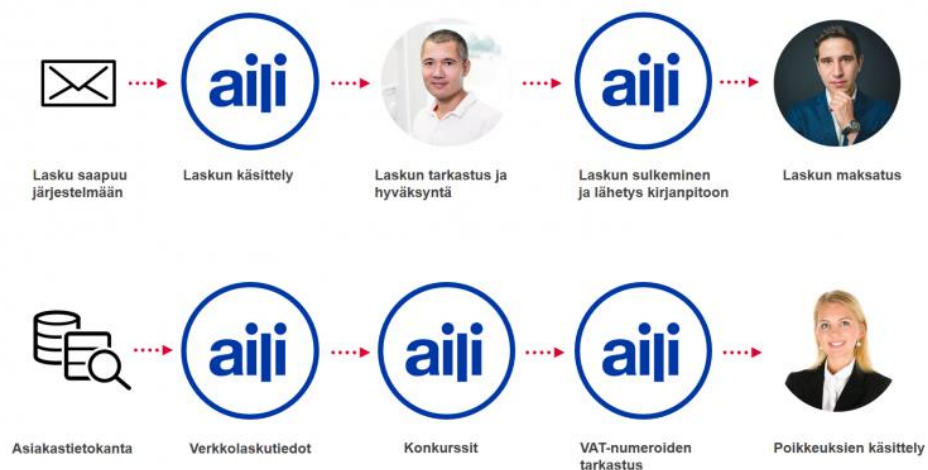 aili
aili
Lasku saapuu
järjestelmään
Laskun käsittely
Laskun tarkastus ja
hyväksyntä
Laskun sulkeminen
ja lähetys kirjanpitoon
Laskun maksatus
aili
aili
aili
Asiakastietokanta
Verkkolaskutiedot
Konkurssit
VAT-numeroiden
tarkastus
Poikkeuksien käsittely